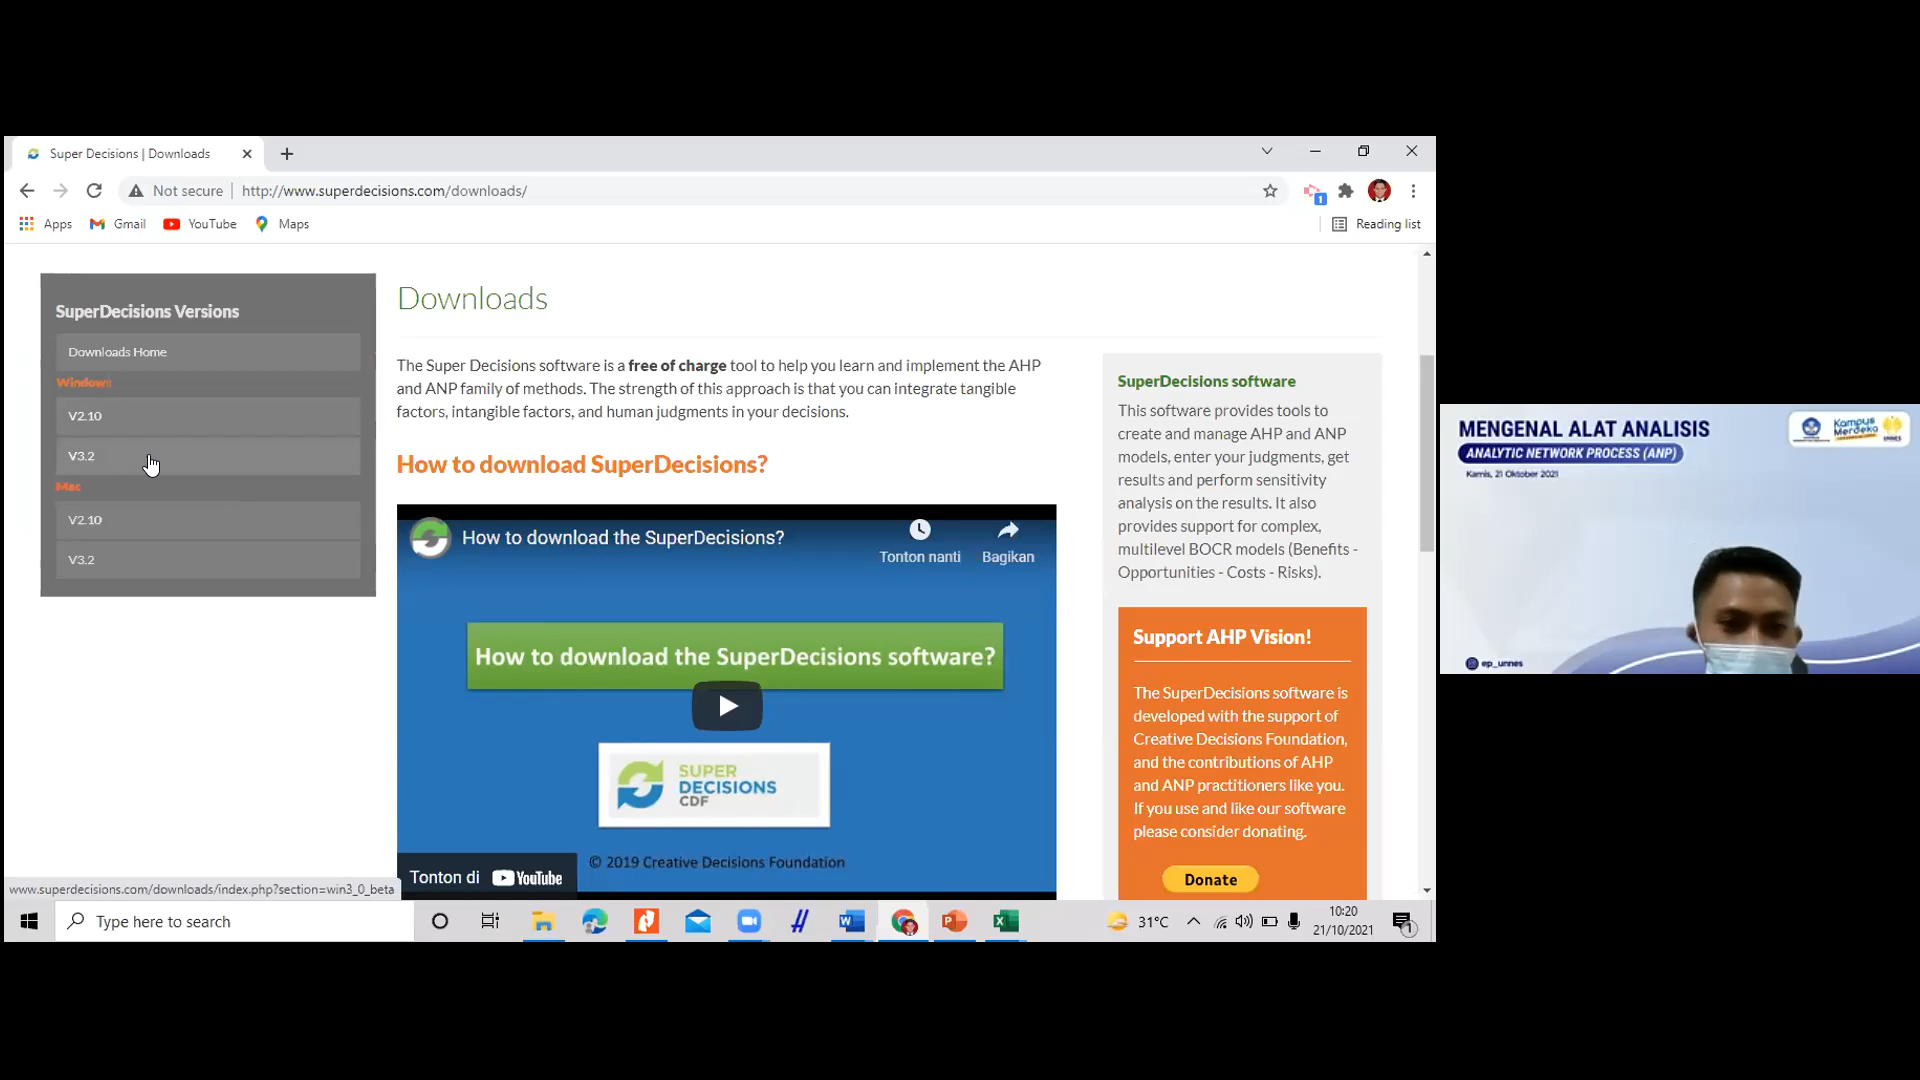 Super Decisions | Downloads
Not secure
http://www.superdecisions.com/downloads/
1
Apps
Gmail
YouTube
Maps
Reading list
SuperDecisions Versions
Downloads Home
Windows
V2.10
V3.2
Mac
V2.10
V3.2
Downloads
The Super Decisions software is a free of charge tool to help you learn and implement the AHP
and ANP family of methods. The strength of this approach is that you can integrate tangible
factors, intangible factors, and human judgments in your decisions.
How to download SuperDecisions?
How to download the SuperDecisions?
Tonton nanti
Bagikan
How to download the SuperDecisions software?
SUPER
DECISIONS
CDF
© 2019 Creative Decisions Foundation
Tonton di YouTube
SuperDecisions software
This software provides tools to
create and manage AHP and ANP
models, enter your judgments, get
results and perform sensitivity
analysis on the results. It also
provides support for complex,
multilevel BOCR models (Benefits -
Opportunities - Costs - Risks).
Support AHP Vision!
The SuperDecisions software is
developed with the support of
Creative Decisions Foundation,
and the contributions of AHP
and ANP practitioners like you.
If you use and like our software
please consider donating.
Donate
www.superdecisions.com/downloads/index.php?section=win3_0_beta
Type here to search
31°C
10:20
21/10/2021
1
MENGENAL ALAT ANALISIS
ANALYTIC NETWORK PROCESS (ANP)
Kamis, 21 Oktober 2021
Kampus
Merdeka
UNNES
ep_unnes